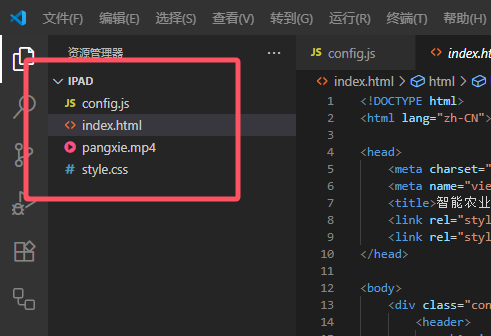 文件(F) 编辑(E) 选择(S) 查看(V) 转到(G) 运行(R) 终端(T) 帮助(H)
资源管理器 ···
JS config.js <> index.html
IPAD
JS config.js
<> index.html
pangxie.mp4
# style.css
<> index.html > html >
1 <!DOCTYPE html>
2 <html lang="zh-CN">
3
4 <head>
5 <meta charset="
6 <meta name="vie
7 <title>智能农业
8 <link rel="styl
9 <link rel="styl
10 </head>
11
12 <body>
13 <div class="con
14 <header>